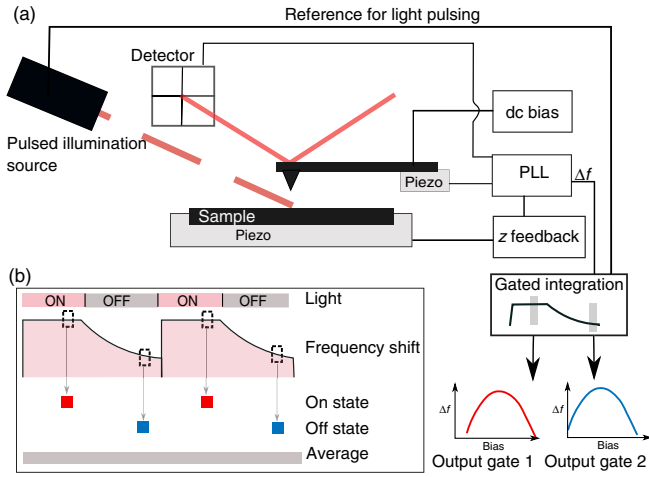 (a)
Reference for light pulsing
Detector
Pulsed illumination
source
dc bias
Piezo
PLL
Δf
Sample
Piezo
z feedback
(b)
ON OFF ON OFF
Light
Frequency shift
On state
Off state
Average
Gated integration
Δf
Bias
Output gate 1
Δf
Bias
Output gate 2